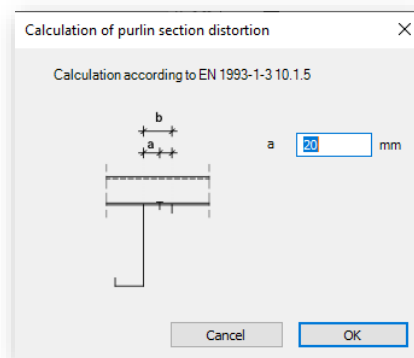 Calculation of purlin section distortion
Calculation according to EN 1993-1-3 10.1.5
b
a
a 20 mm
Cancel OK